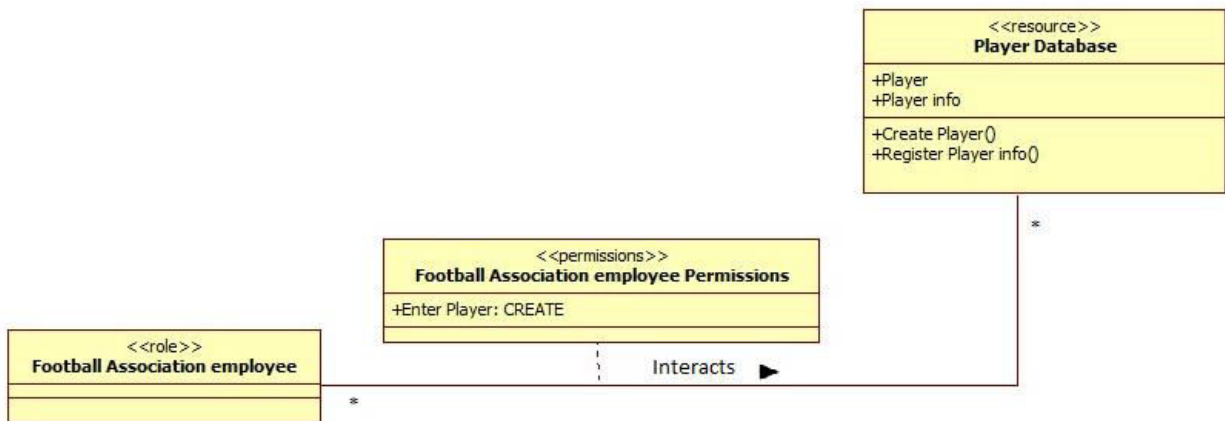 <<resource>>
Player Database
+Player
+Player info
+Create Player()
+Register Player info()
*
<<permissions>>
Football Association employee Permissions
+Enter Player: CREATE
<<role>>
Football Association employee
Interacts
*